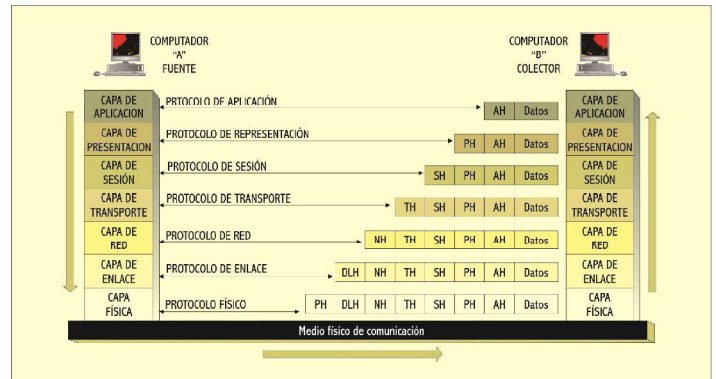 COMPUTADOR
"A"
FUENTE
COMPUTADOR
"B"
COLECTOR
CAPA DE
APLICACION
PRTOCOLO DE APLICACIÓN
AH Datos
CAPA DE
APLICACION
CAPA DE
PRESENTACION
PROTOCOLO DE REPRESENTACIÓN
PH AH Datos
CAPA DE
PRESENTACION
CAPA DE
SESIÓN
PROTOCOLO DE SESIÓN
SH PH AH Datos
CAPA DE
SESIÓN
CAPA DE
TRANSPORTE
PROTOCOLO DE TRANSPORTE
TH SH PH AH Datos
CAPA DE
TRANSPORTE
CAPA DE
RED
PROTOCOLO DE RED
NH TH SH PH AH Datos
CAPA DE
RED
CAPA DE
ENLACE
PROTOCOLO DE ENLACE
DLH NH TH SH PH AH Datos
CAPA DE
ENLACE
CAPA
FÍSICA
PROTOCOLO FÍSICO
PH DLH NH TH SH PH AH Datos
CAPA
FÍSICA
Medio físico de comunicación